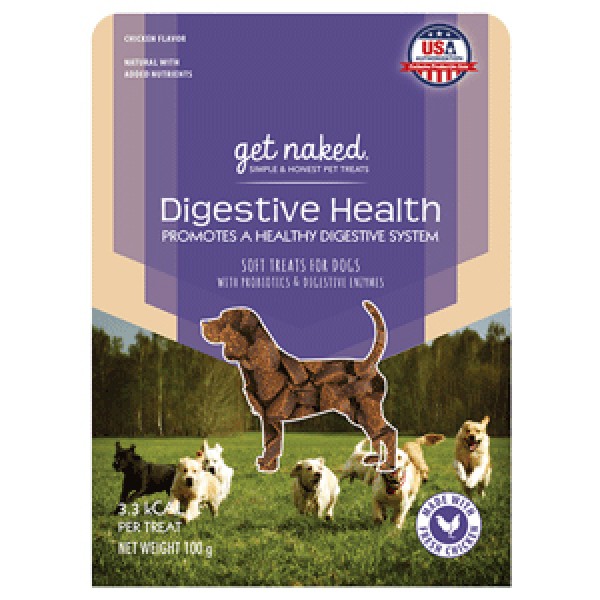 CHICKEN FLAVOR
NATURAL WITH
ADDED NUTRIENTS
USA
get naked.
SIMPLE & HONEST PET TREATS
Digestive Health
PROMOTES A HEALTHY DIGESTIVE SYSTEM
SOFT TREATS FOR DOGS
WITH PROBIOTICS & DIGESTIVE ENZYMES
3.3 kCAL
PER TREAT
NET WEIGHT 100 g
MADE WITH
FRESH CHICKEN